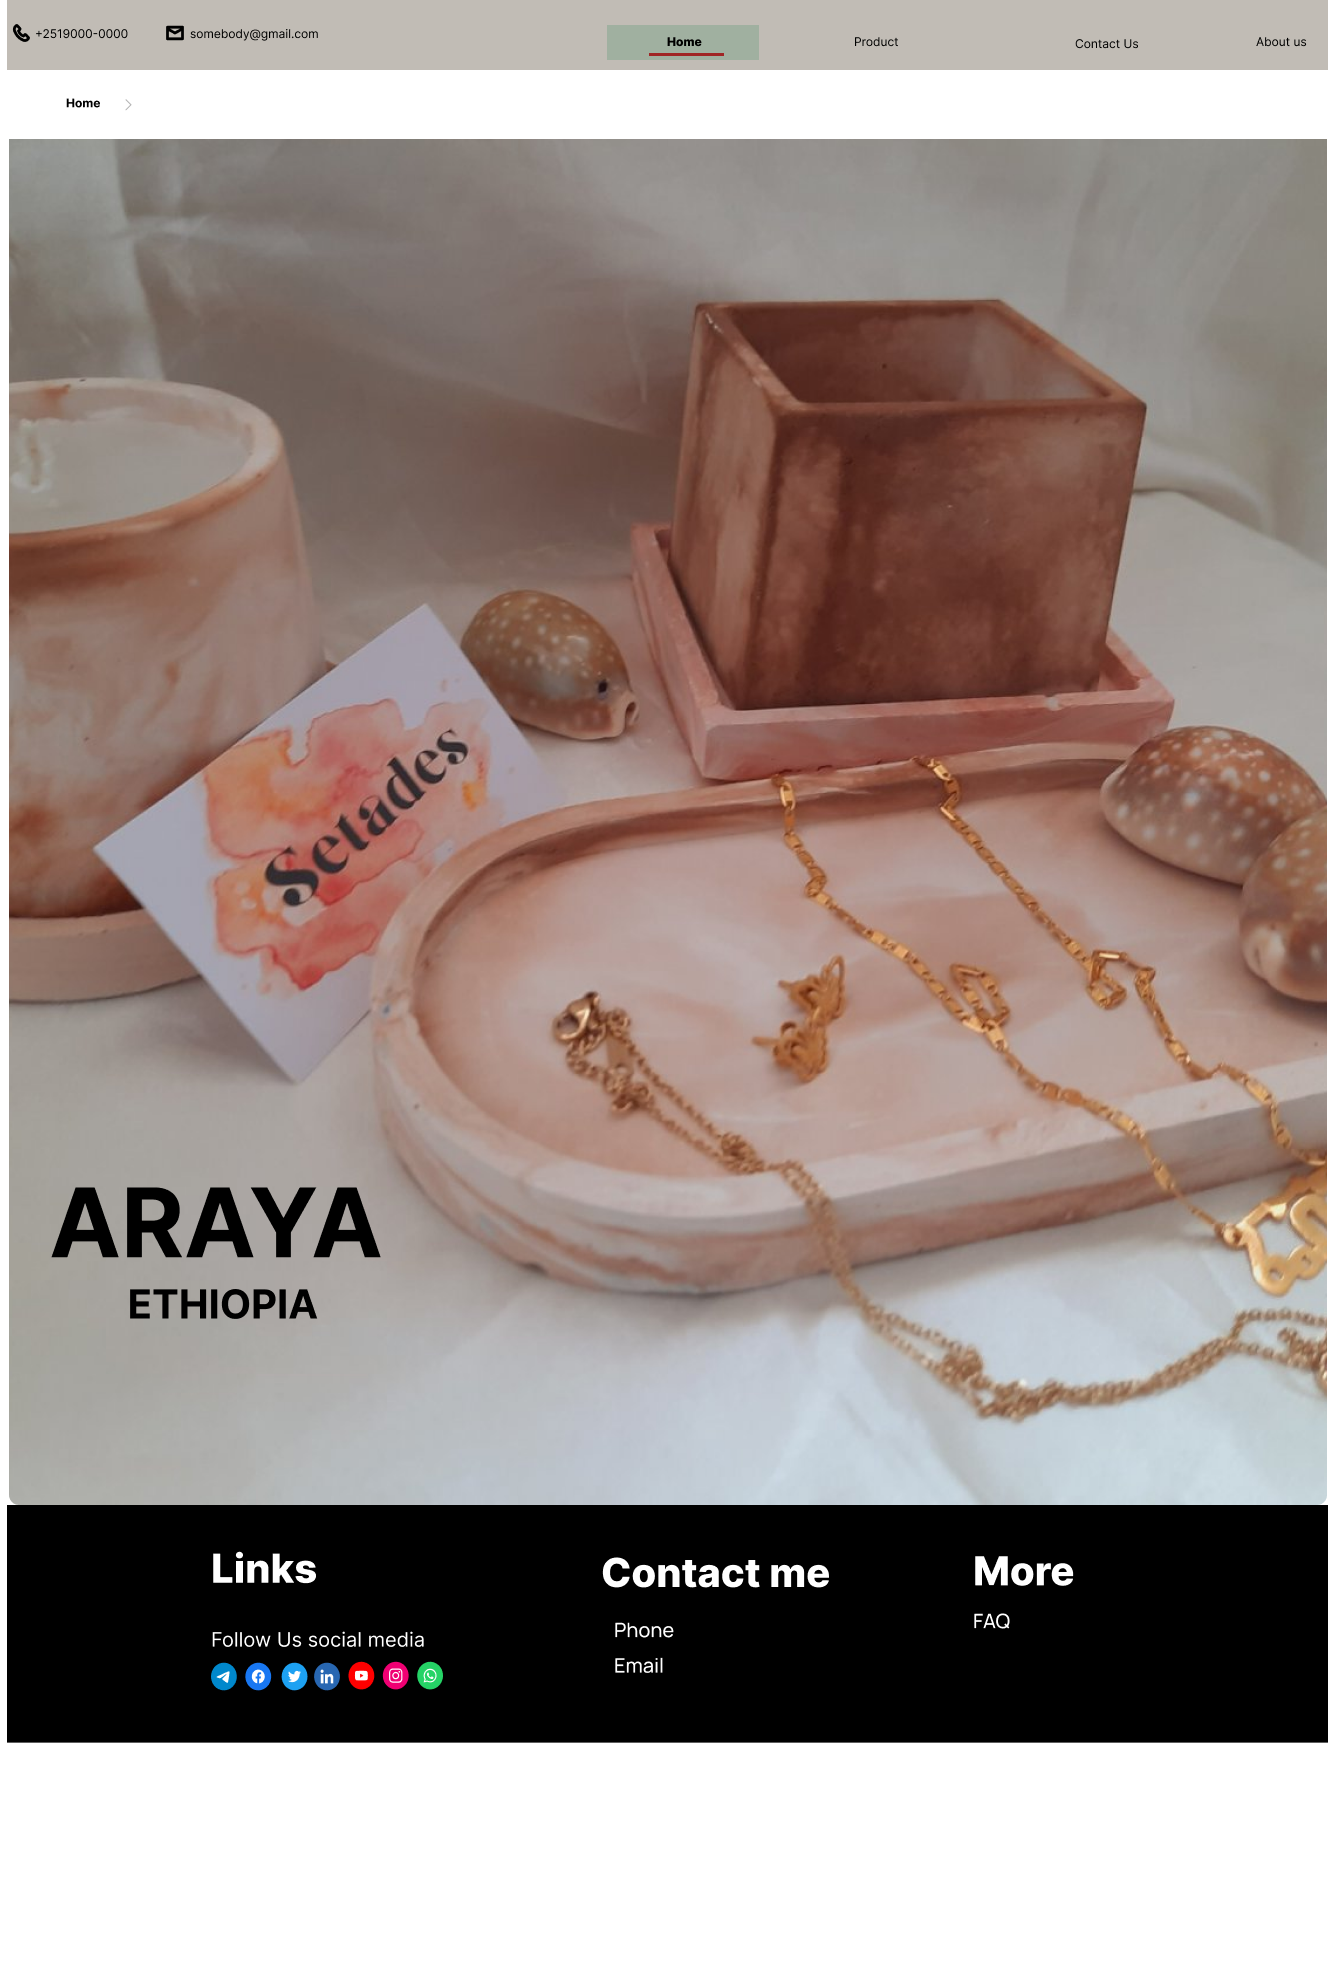 +2519000-0000
somebody@gmail.com
Home
Product
Contact Us
About us
Home
Setades
ARAYA
ETHIOPIA
Links
Follow Us social media
Contact me
Phone
Email
More
FAQ